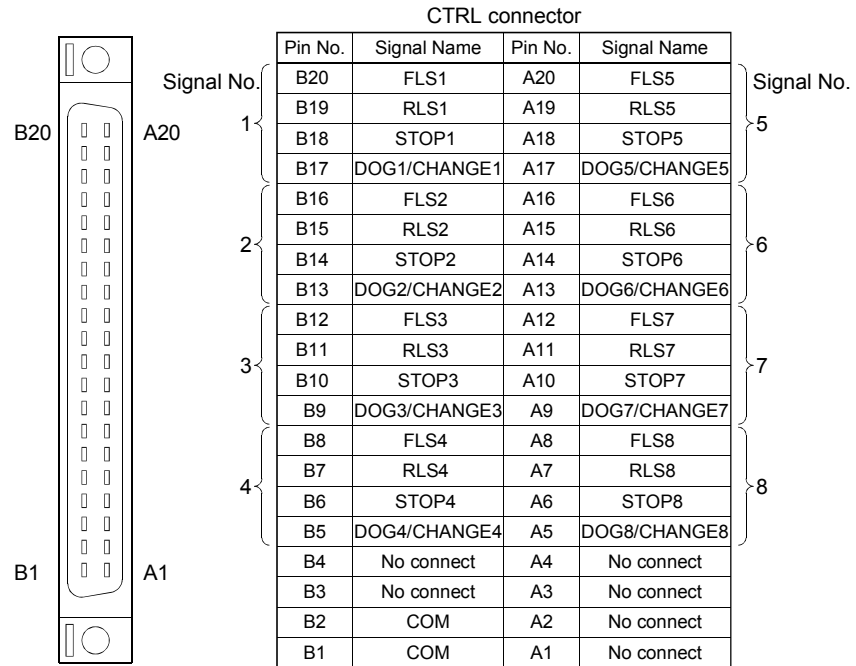 CTRL connector
Pin No. Signal Name Pin No. Signal Name
Signal No. B20 FLS1 A20 FLS5 Signal No.
B19 RLS1 A19 RLS5
1 5
B20 A20 B18 STOP1 A18 STOP5
B17 DOG1/CHANGE1 A17 DOG5/CHANGE5
B16 FLS2 A16 FLS6
B15 RLS2 A15 RLS6
2 6
B14 STOP2 A14 STOP6
B13 DOG2/CHANGE2 A13 DOG6/CHANGE6
B12 FLS3 A12 FLS7
B11 RLS3 A11 RLS7
3 7
B10 STOP3 A10 STOP7
B9 DOG3/CHANGE3 A9 DOG7/CHANGE7
B8 FLS4 A8 FLS8
B7 RLS4 A7 RLS8
4 8
B6 STOP4 A6 STOP8
B5 DOG4/CHANGE4 A5 DOG8/CHANGE8
B4 No connect A4 No connect
B1 A1 B3 No connect A3 No connect
B2 COM A2 No connect
B1 COM A1 No connect